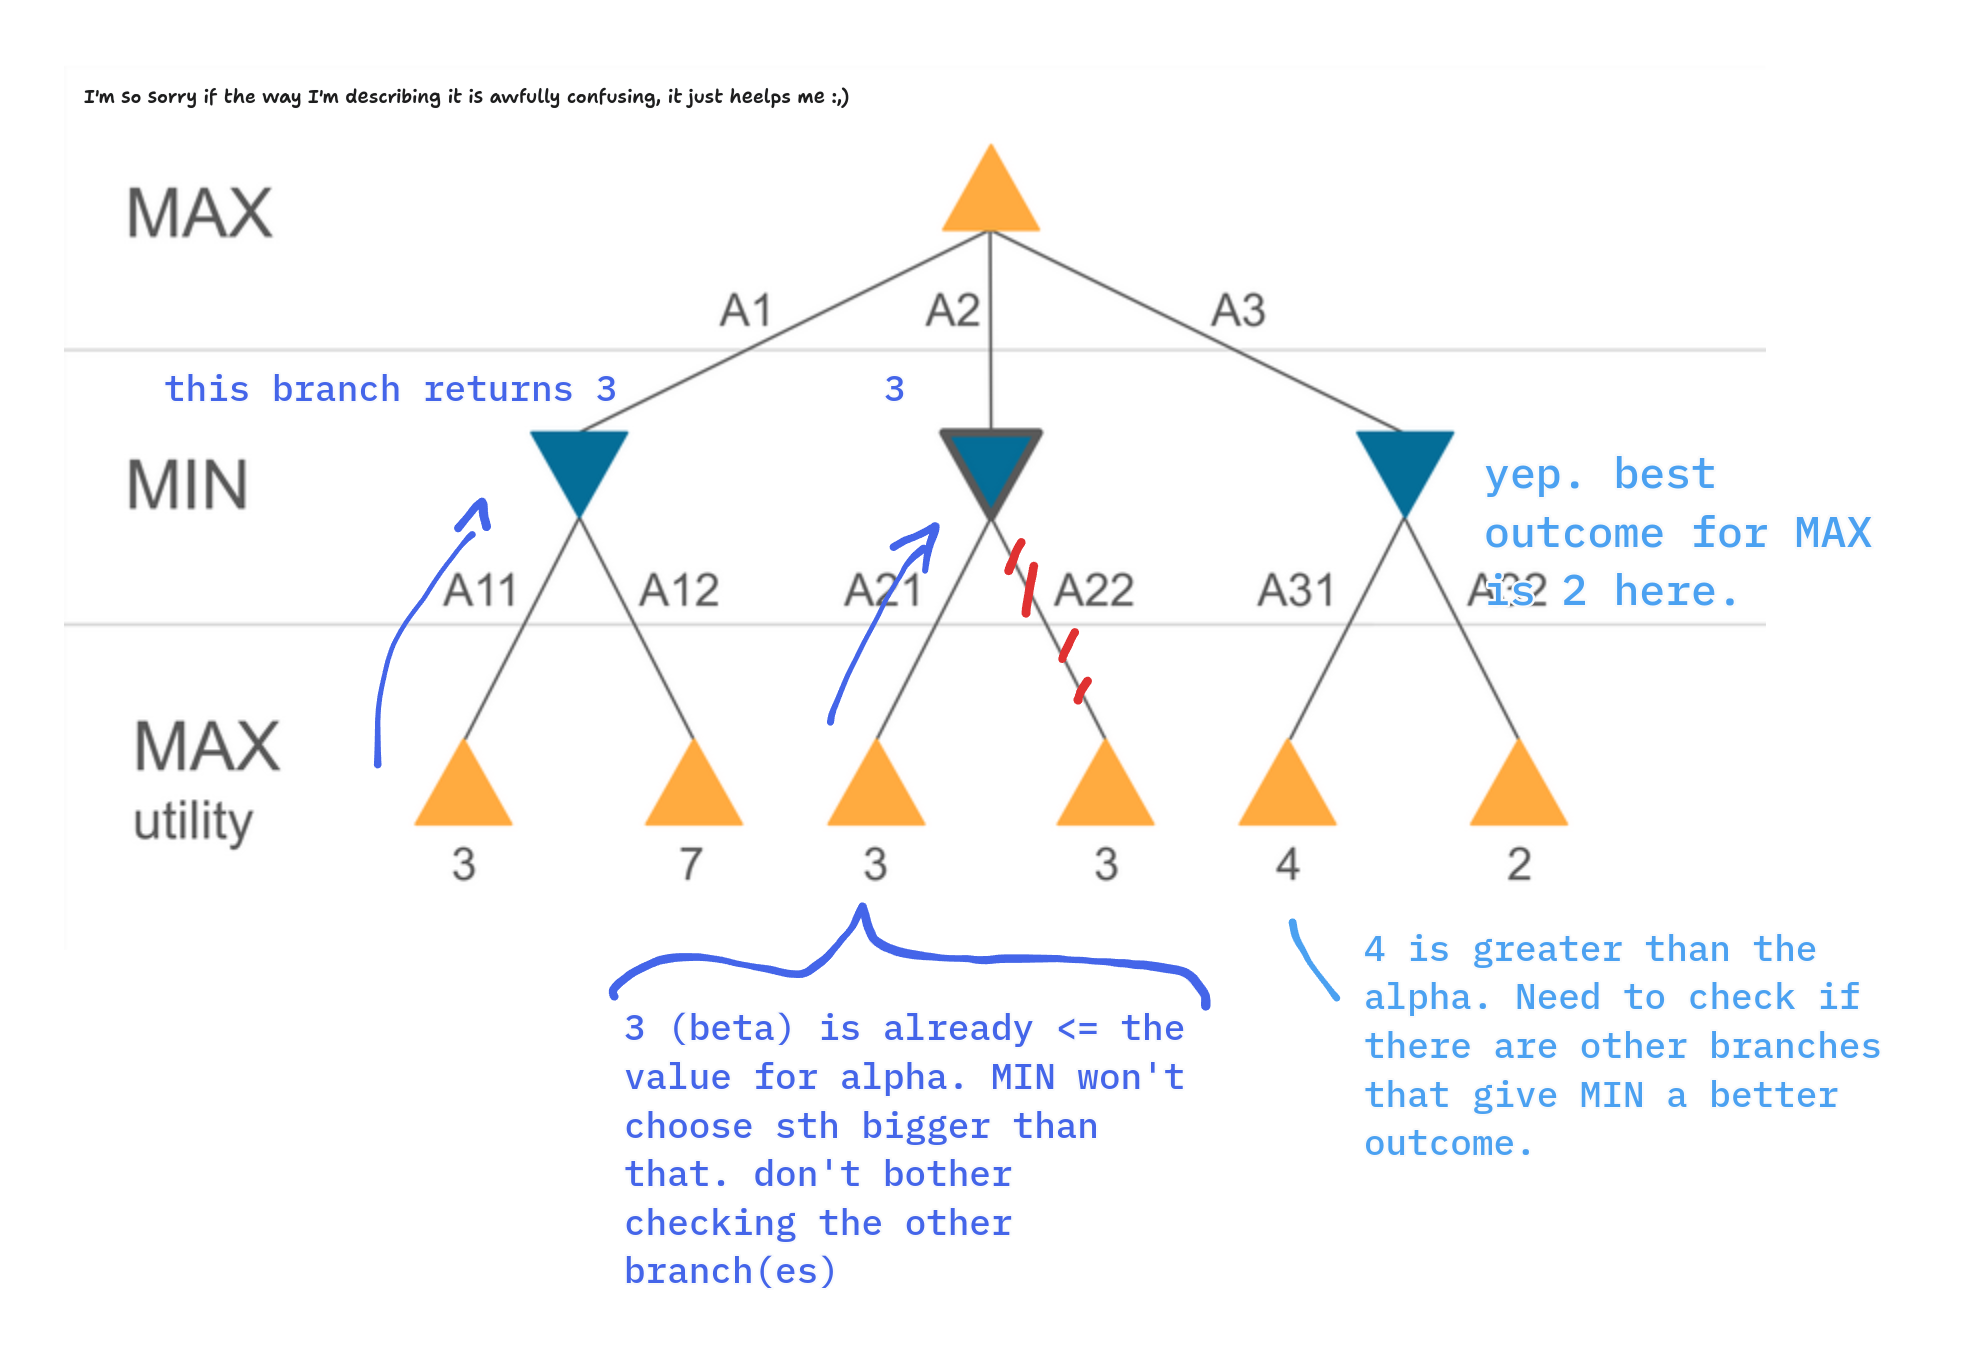 I'm so sorry if the way I'm describing it is awfully confusing, it just heelps me :,)
MAX
A1
A2
A3
this branch returns 3
3
MIN
yep. best
outcome for MAX
is 2 here.
A11
A12
A21
A22
A31
A32
MAX
utility
3
7
3
3
4
2
3 (beta) is already <= the
value for alpha. MIN won't
choose sth bigger than
that. don't bother
checking the other
branch(es)
4 is greater than the
alpha. Need to check if
there are other branches
that give MIN a better
outcome.